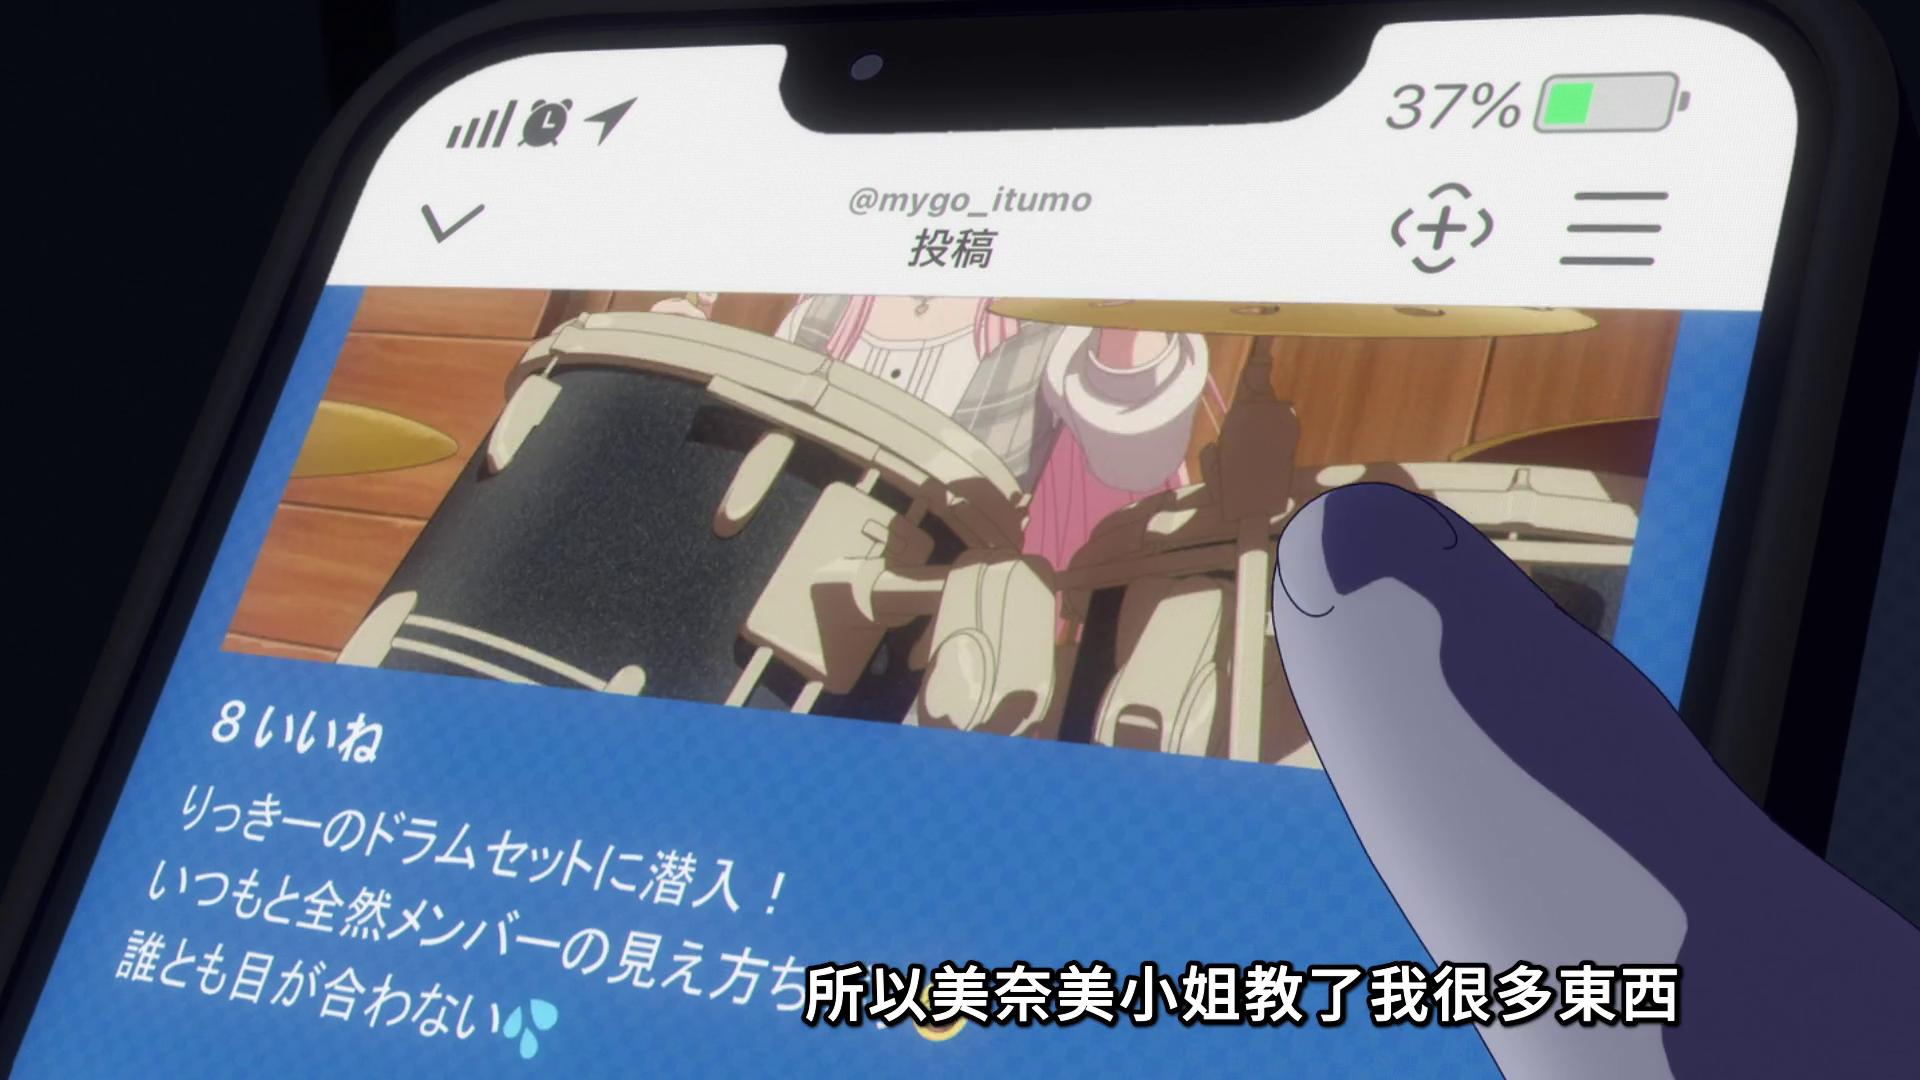 37%
@mygo_itumo
投稿
8 いいね
りっきーのドラムセットに潜入！
いつもと全然メンバーの見え方ち
誰とも目が合わない💦
所以美奈美小姐教了我很多東西